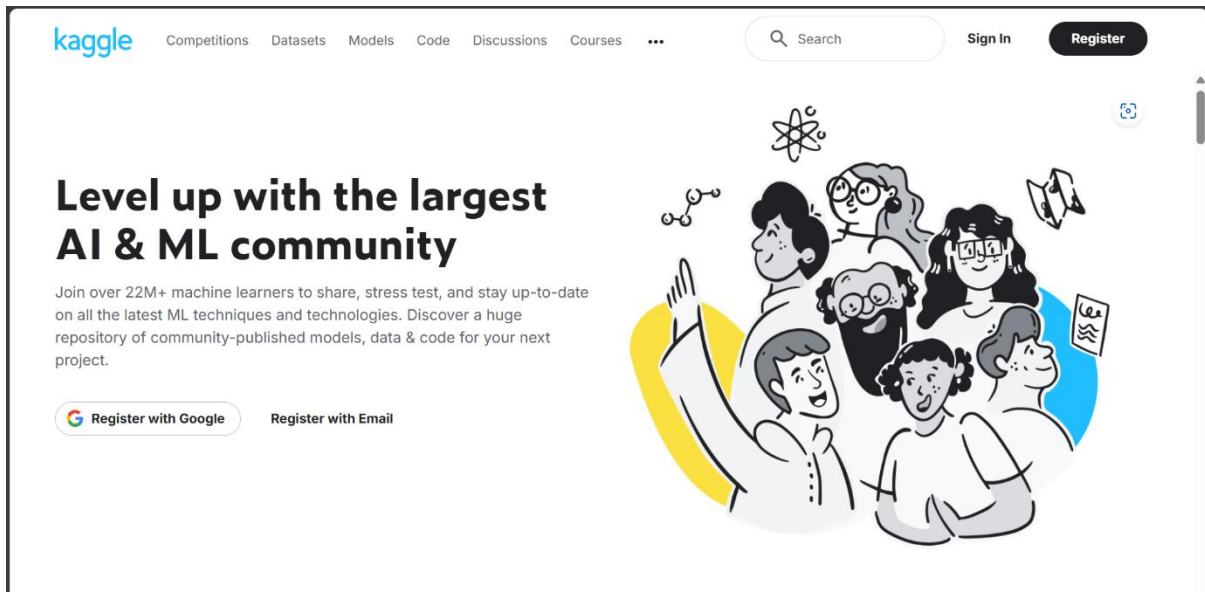 kaggle Competitions Datasets Models Code Discussions Courses ••• Search Sign In Register
Level up with the largest
AI & ML community
Join over 22M+ machine learners to share, stress test, and stay up-to-date
on all the latest ML techniques and technologies. Discover a huge
repository of community-published models, data & code for your next
project.
Register with Google Register with Email